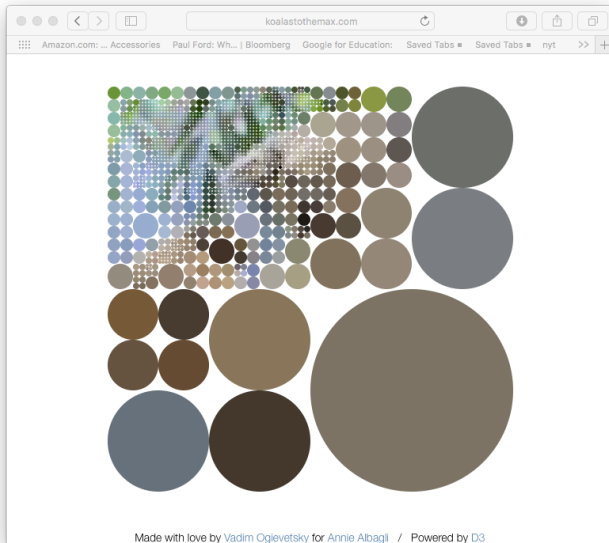 koalastothemax.com
Amazon.com: ... Accessories Paul Ford: Wh... | Bloomberg Google for Education: Saved Tabs Saved Tabs nyt >> +
Made with love by Vadim Ogievetsky for Annie Albagli / Powered by D3